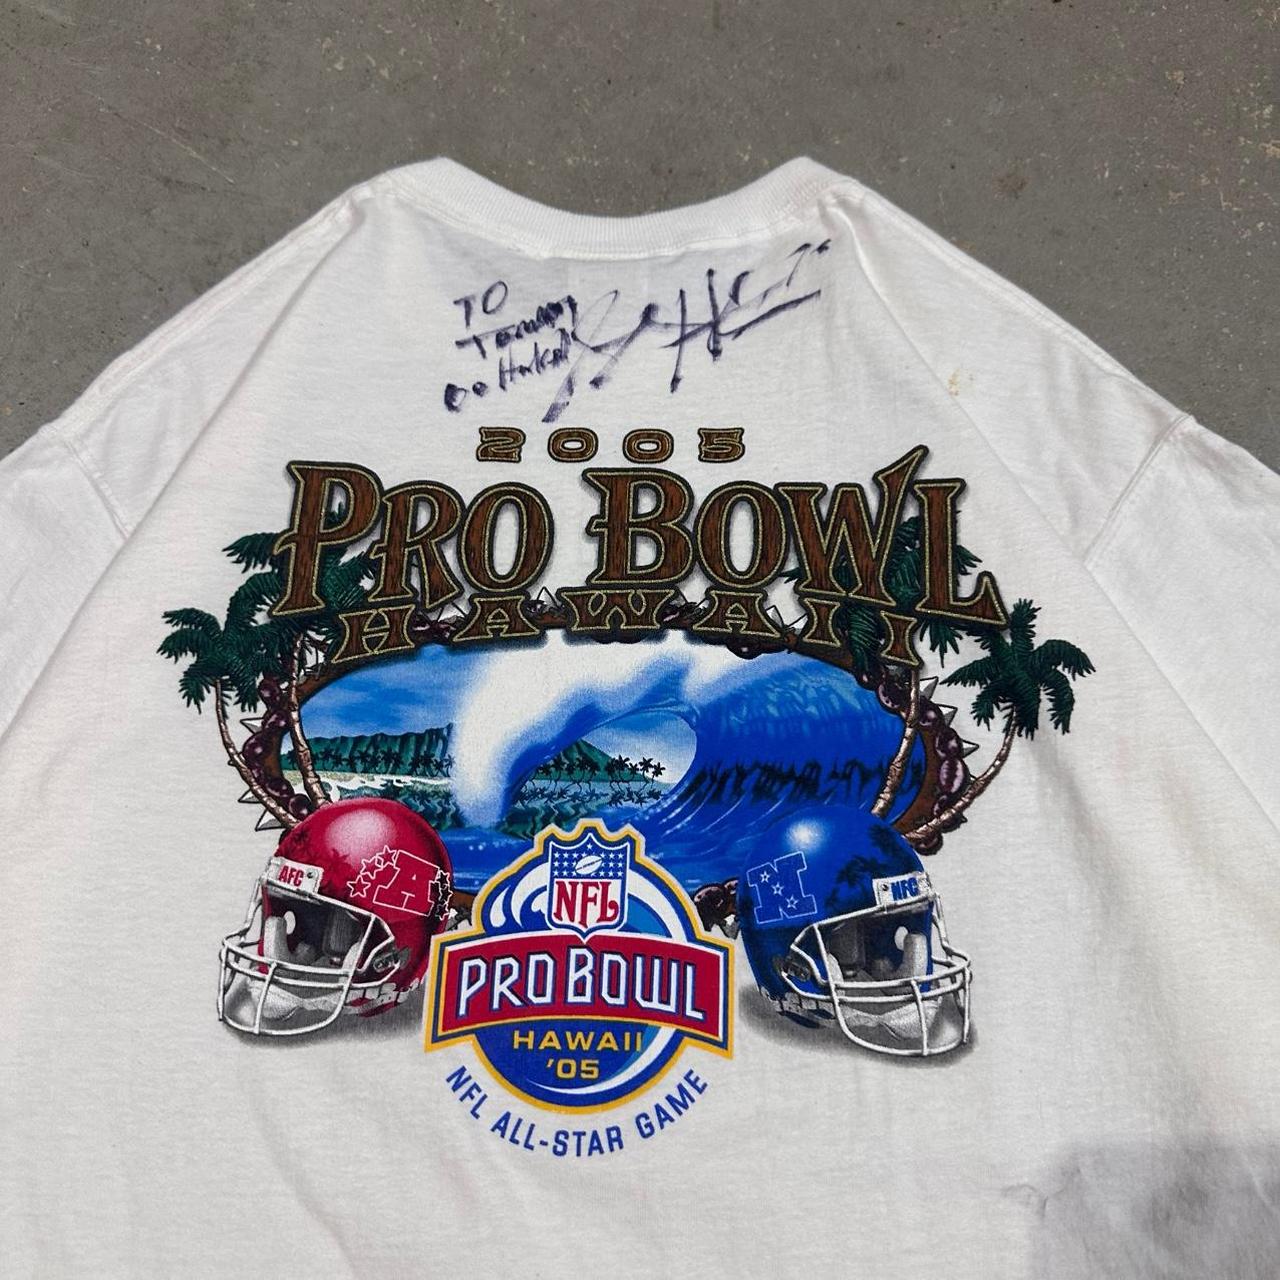 TO
2005
PRO BOWL
HAWAII
AFC
A
N
NFC
NFL
PRO BOWL
HAWAII
'05
NFL ALL-STAR GAME